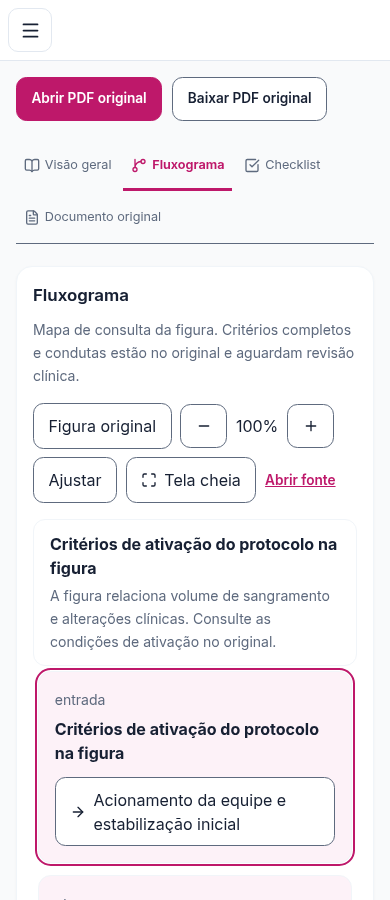 Abrir PDF original
Baixar PDF original
Visão geral
Fluxograma
Checklist
Documento original
Fluxograma
Mapa de consulta da figura. Critérios completos
e condutas estão no original e aguardam revisão
clínica.
Figura original
−
100%
+
Ajustar
Tela cheia
Abrir fonte
Critérios de ativação do protocolo na
figura
A figura relaciona volume de sangramento
e alterações clínicas. Consulte as
condições de ativação no original.
entrada
Critérios de ativação do protocolo
na figura
→ Acionamento da equipe e
estabilização inicial